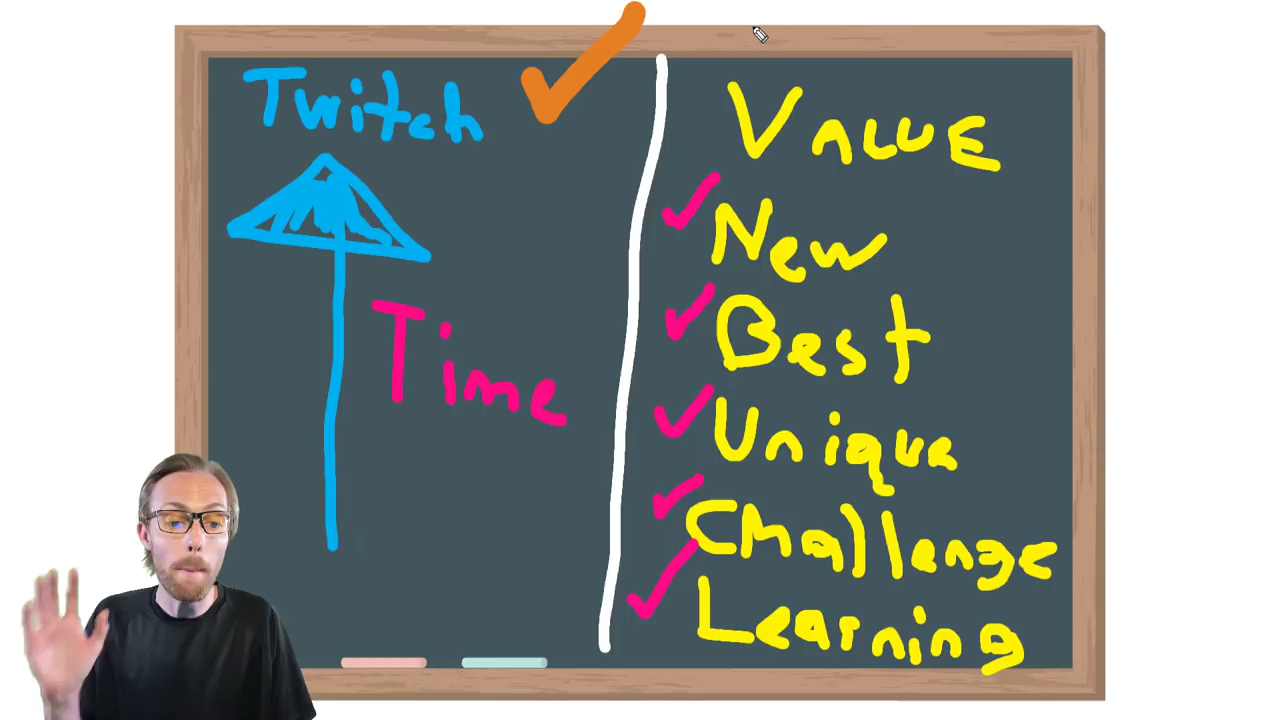 Twitch
Time
VALUE
New
Best
Unique
Challenge
Learning